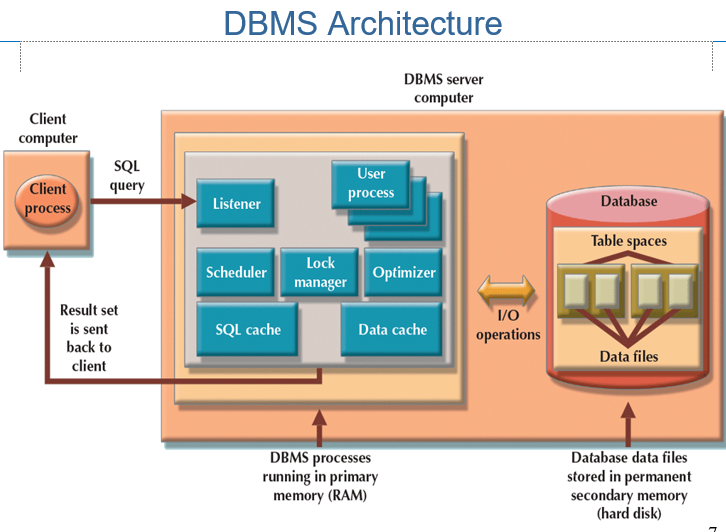 DBMS Architecture
DBMS server
computer
Client
computer
Client
process
SQL
query
Listener
User
process
Scheduler
Lock
manager
Optimizer
SQL cache
Data cache
Result set
is sent
back to
client
I/O
operations
Database
Table spaces
Data files
DBMS processes
running in primary
memory (RAM)
Database data files
stored in permanent
secondary memory
(hard disk)